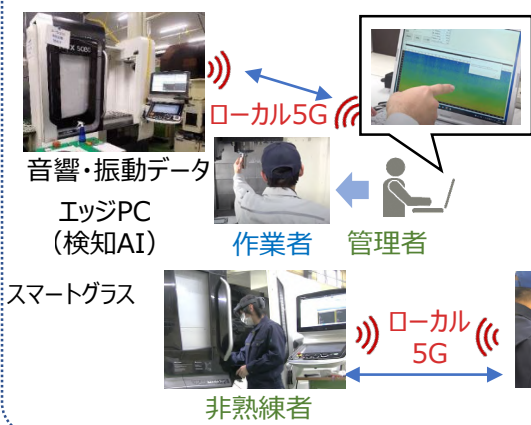 ローカル5G
音響・振動データ
エッジPC
（検知AI）
作業者
管理者
スマートグラス
ローカル
5G
非熟練者